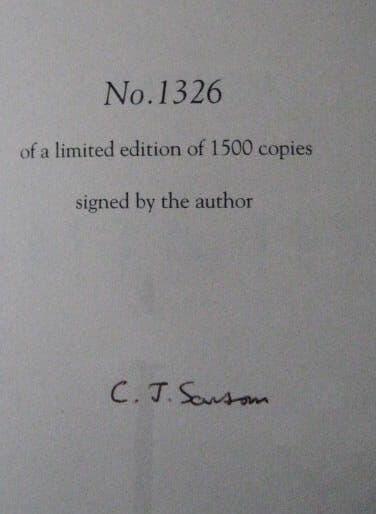 No.1326
of a limited edition of 1500 copies
signed by the author
C. J. Sansom